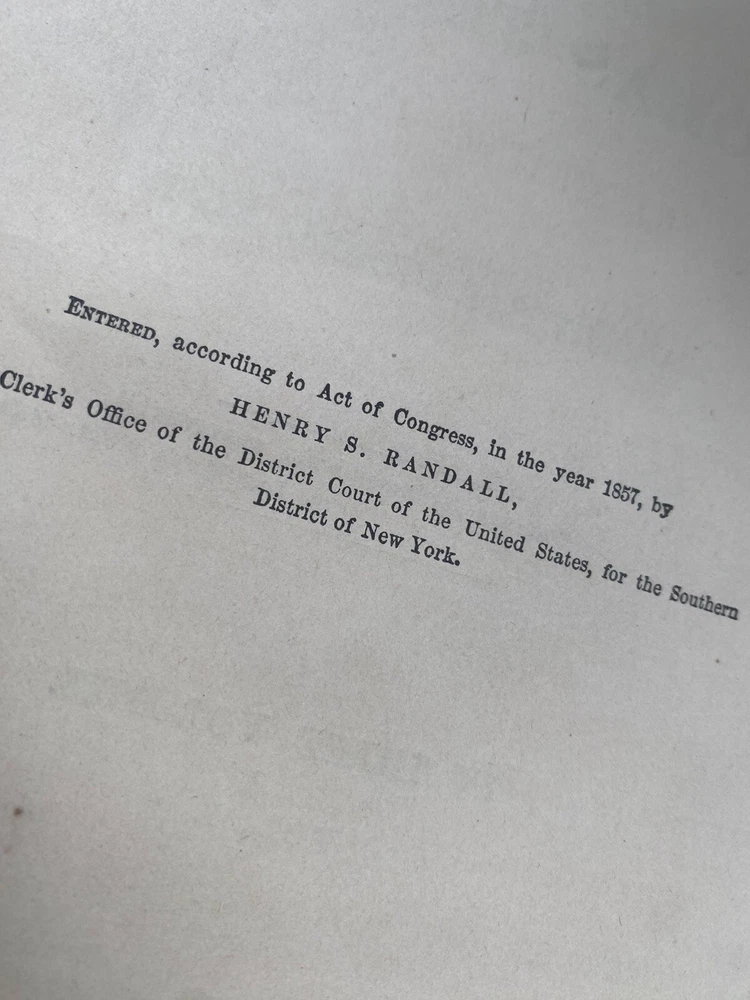 Entered, according to Act of Congress, in the year 1857, by
HENRY S. RANDALL,
Clerk's Office of the District Court of the United States, for the Southern
District of New York.